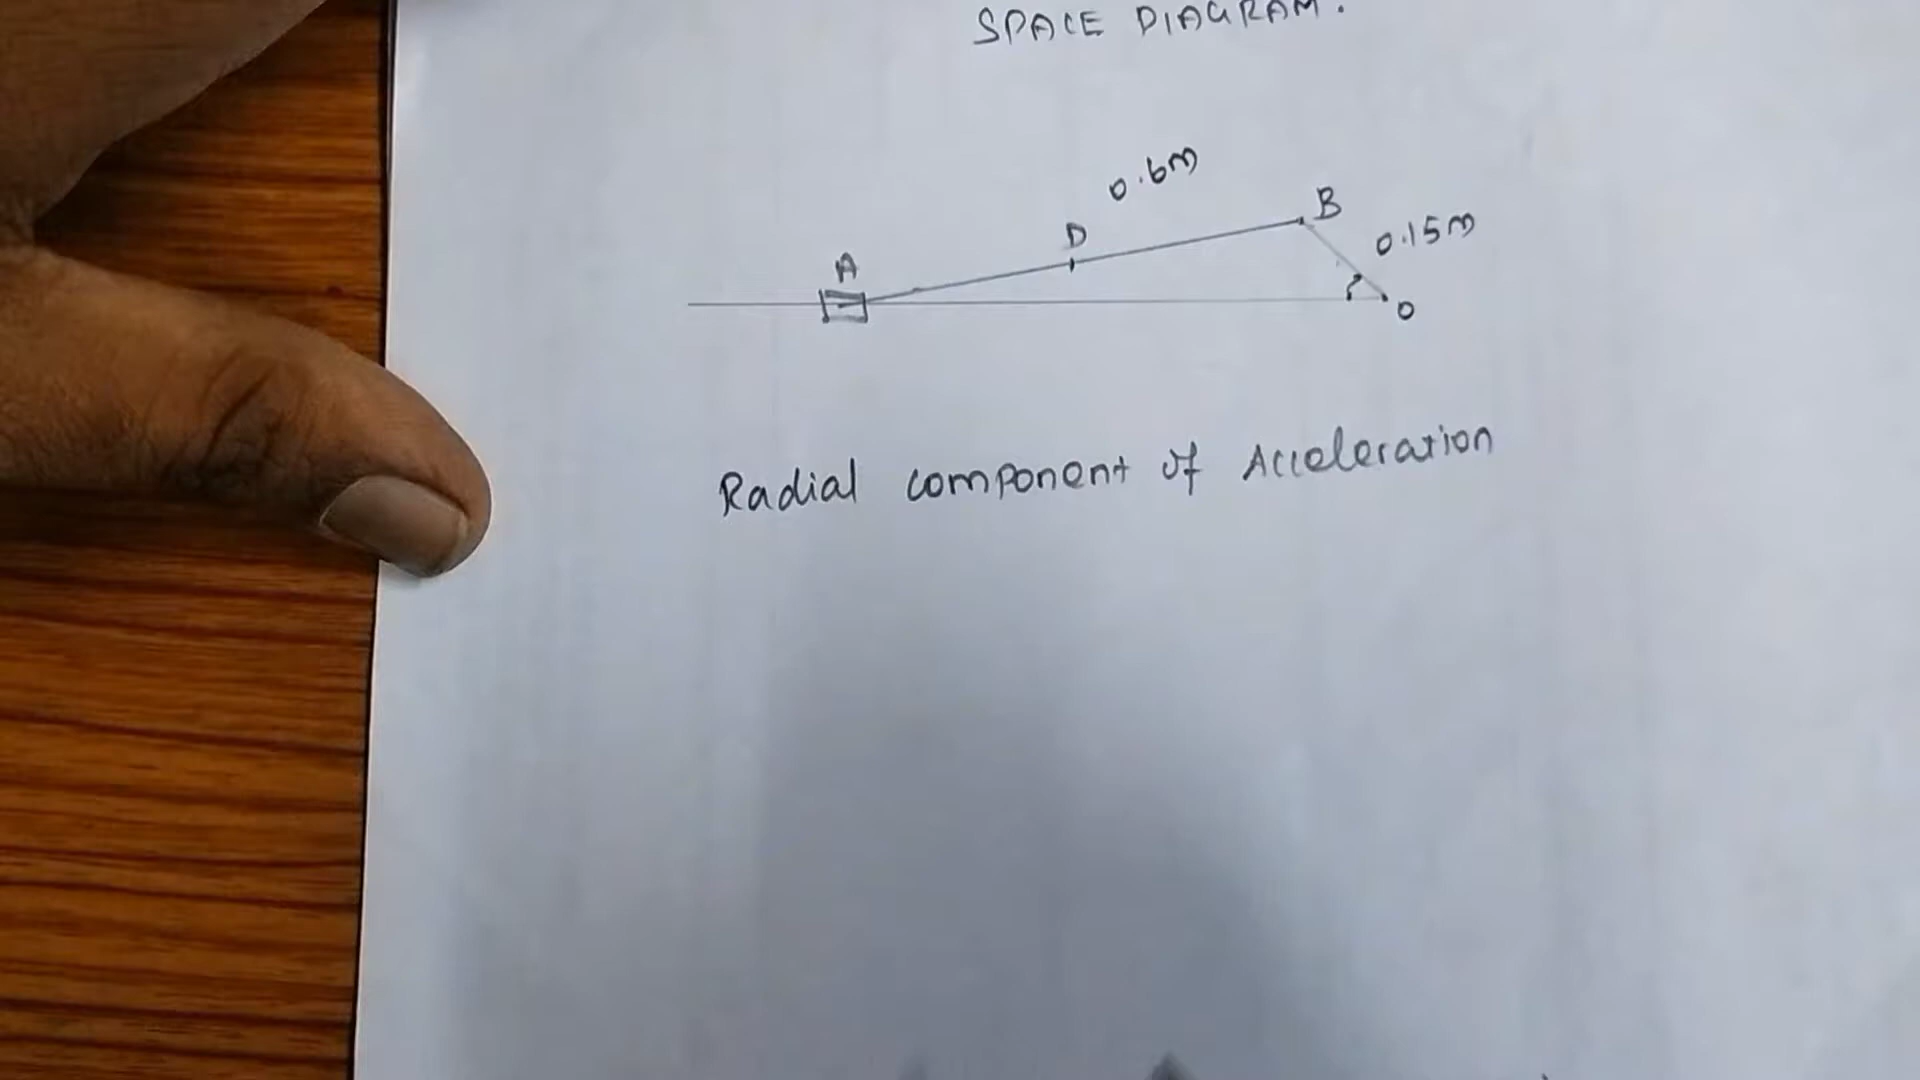 SPACE DIAGRAM.
0.6m
B
D
0.15m
A
O
Radial component of Acceleration